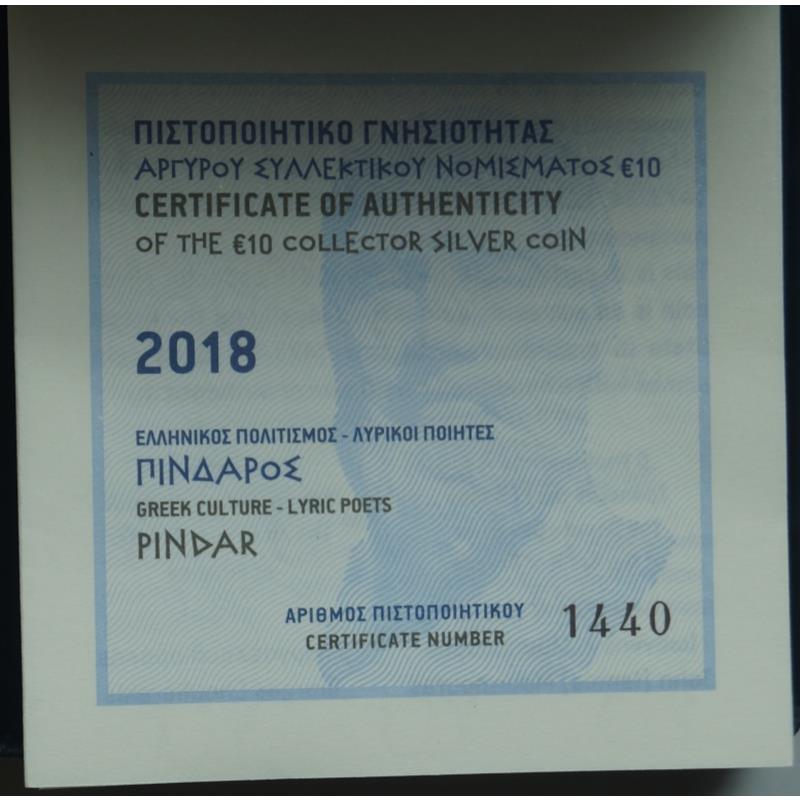 ΠΙΣΤΟΠΟΙΗΤΙΚΟ ΓΝΗΣΙΟΤΗΤΑΣ
ΑΡΓΥΡΟΥ ΣΥΛΛΕΚΤΙΚΟΥ ΝΟΜΙΣΜΑΤΟΣ €10
CERTIFICATE OF AUTHENTICITY
OF THE €10 COLLECTOR SILVER COIN
2018
ΕΛΛΗΝΙΚΟΣ ΠΟΛΙΤΙΣΜΟΣ - ΛΥΡΙΚΟΙ ΠΟΙΗΤΕΣ
ΠΙΝΔΑΡΟΣ
GREEK CULTURE - LYRIC POETS
PINDAR
ΑΡΙΘΜΟΣ ΠΙΣΤΟΠΟΙΗΤΙΚΟΥ
CERTIFICATE NUMBER
1440